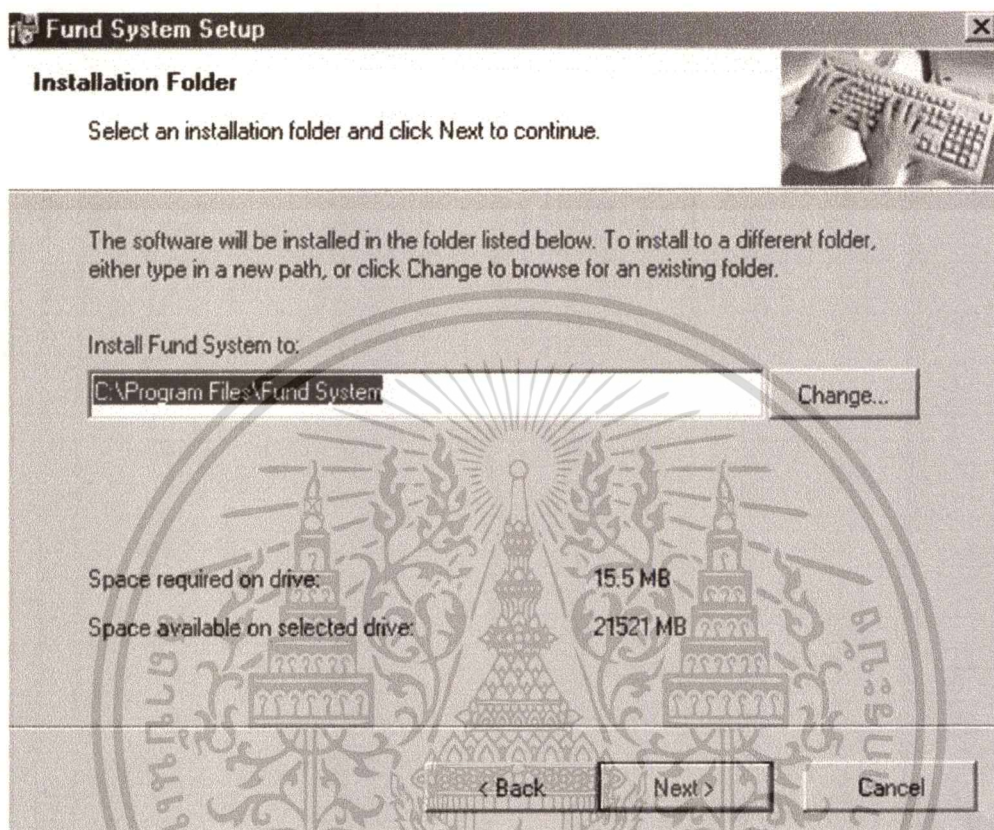 Fund System Setup
Installation Folder
Select an installation folder and click Next to continue.
The software will be installed in the folder listed below. To install to a different folder,
either type in a new path, or click Change to browse for an existing folder.
Install Fund System to:
C:\Program Files\Fund System
Change...
Space required on drive: 15.5 MB
Space available on selected drive: 21521 MB
< Back
Next >
Cancel